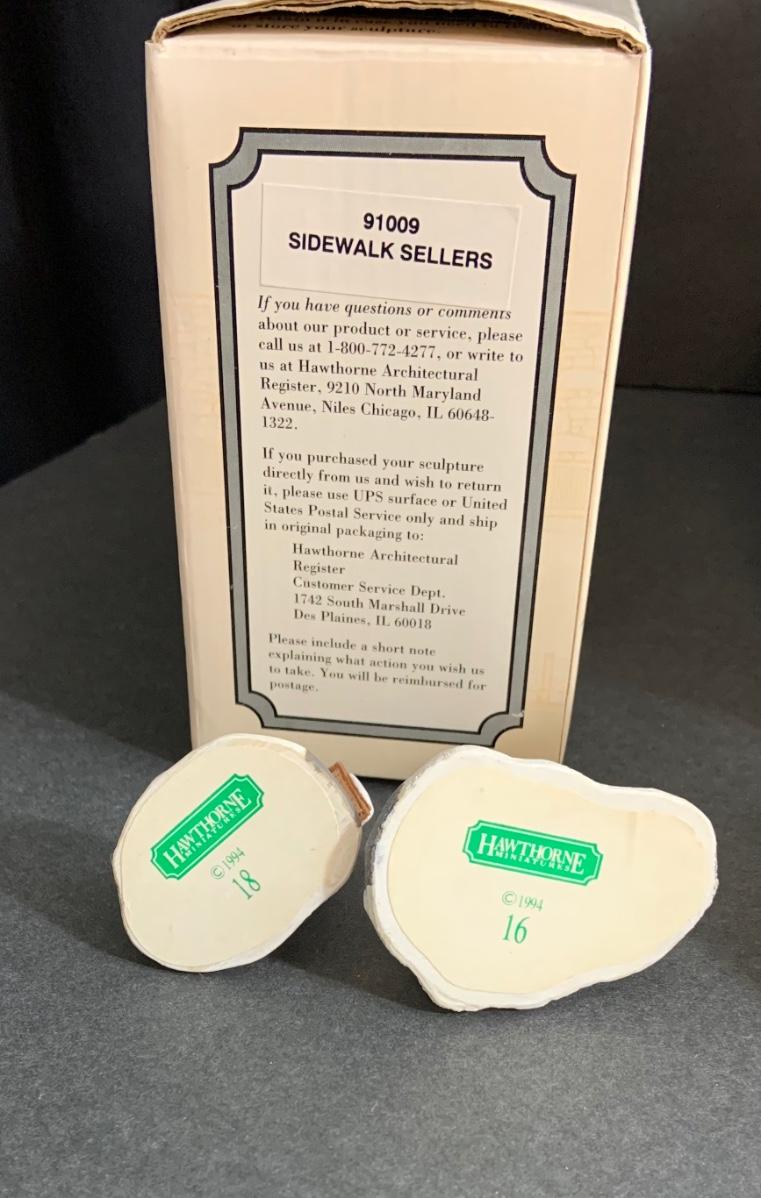 or store your sculpture.
91009
SIDEWALK SELLERS
If you have questions or comments
about our product or service, please
call us at 1-800-772-4277, or write to
us at Hawthorne Architectural
Register, 9210 North Maryland
Avenue, Niles Chicago, IL 60648-
1322.
If you purchased your sculpture
directly from us and wish to return
it, please use UPS surface or United
States Postal Service only and ship
in original packaging to:
Hawthorne Architectural
Register
Customer Service Dept.
1742 South Marshall Drive
Des Plaines, IL 60018
Please include a short note
explaining what action you wish us
to take. You will be reimbursed for
postage.
HAWTHORNE
MINIATURES
©1994
18
HAWTHORNE
MINIATURES
©1994
16